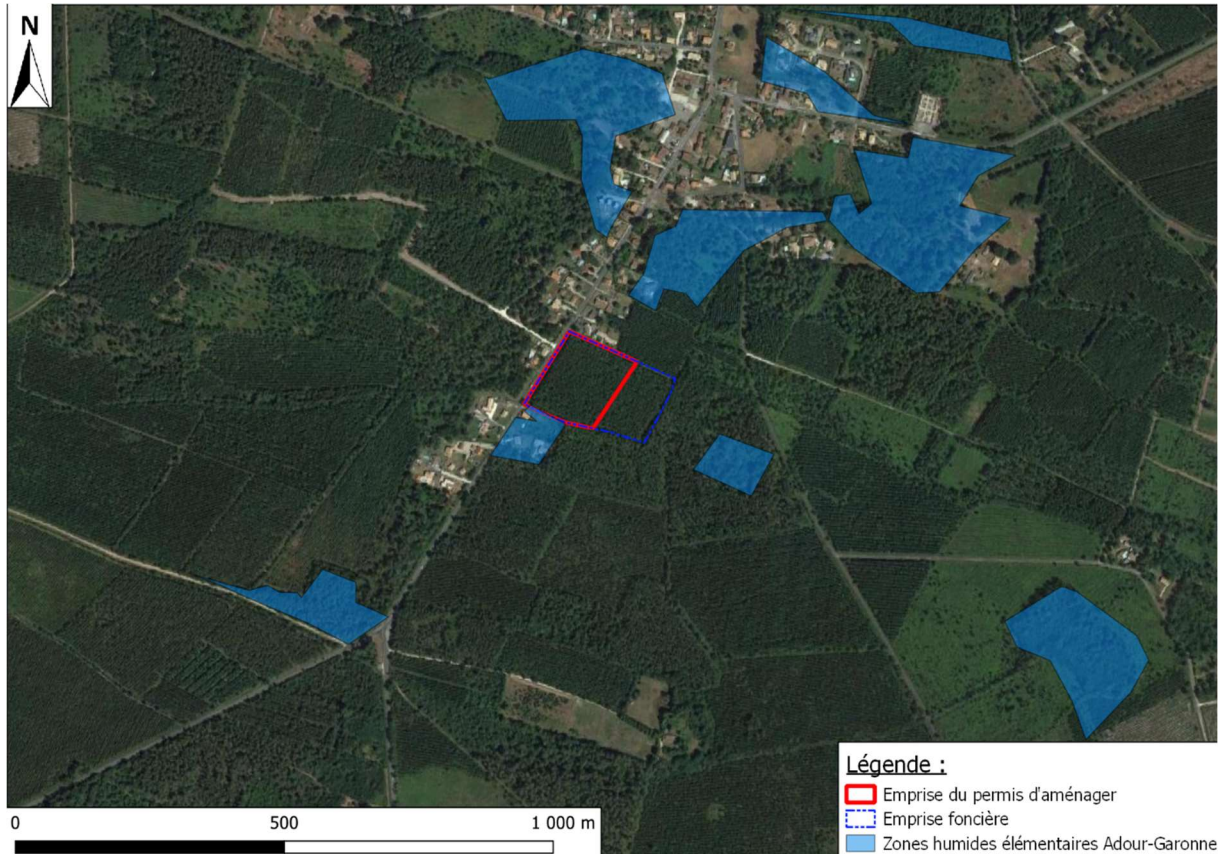 N
0 500 1 000 m
Légende :
Emprise du permis d'aménager
Emprise foncière
Zones humides élémentaires Adour-Garonne